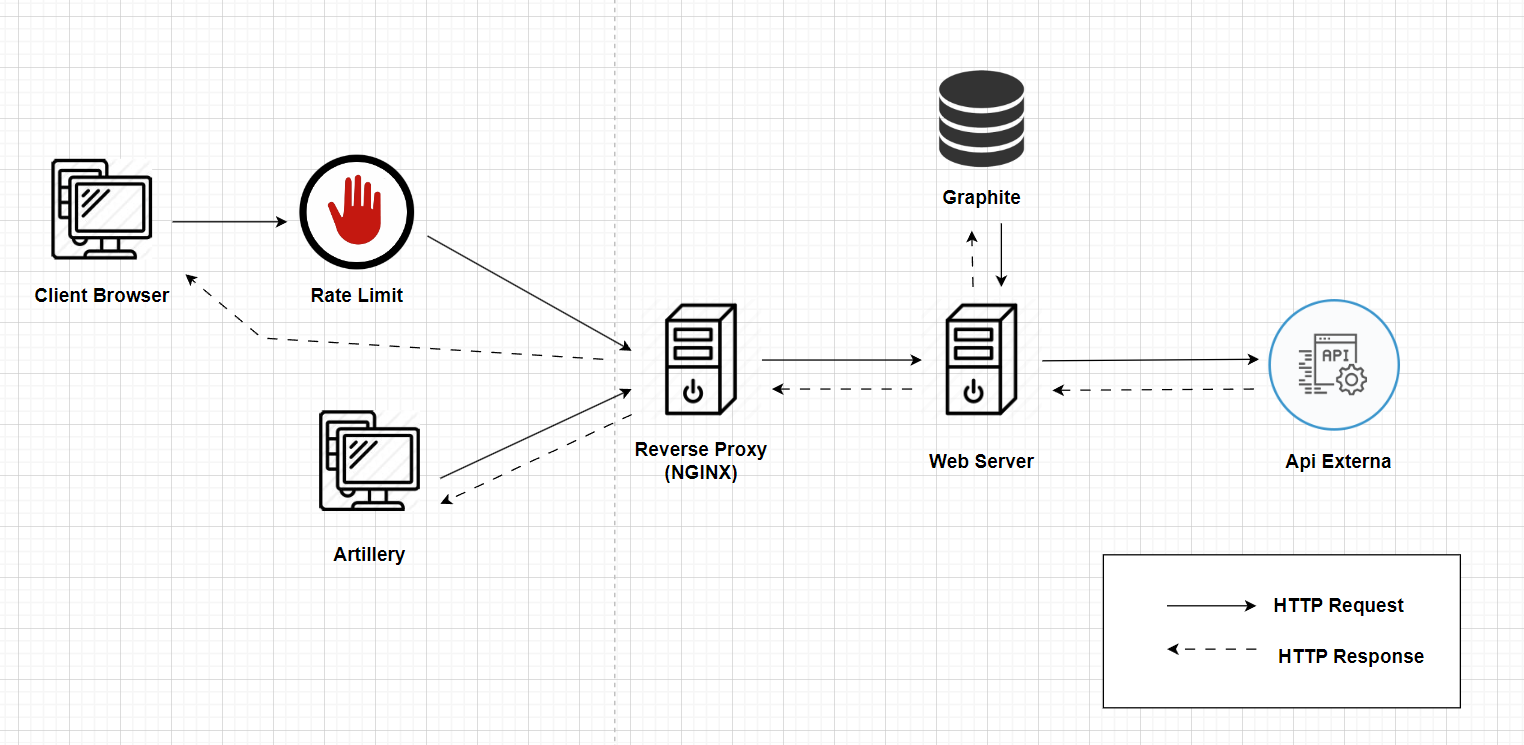 Graphite
Client Browser
Rate Limit
API
Reverse Proxy
(NGINX)
Web Server
Api Externa
Artillery
HTTP Request
HTTP Response